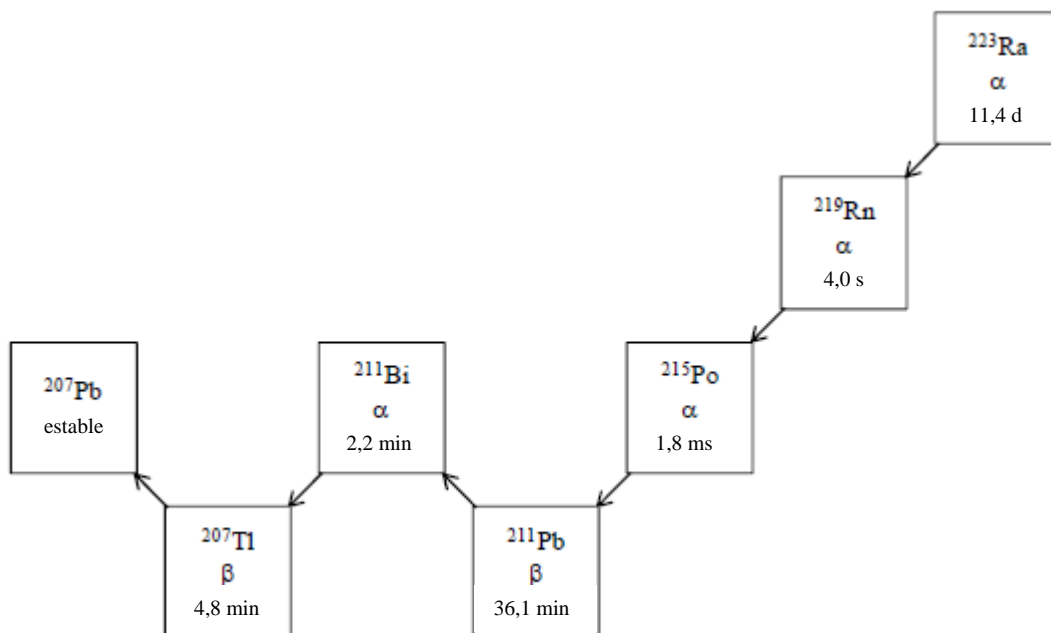 ²²³Ra
α
11,4 d
²¹⁹Rn
α
4,0 s
²⁰⁷Pb
estable
²¹¹Bi
α
2,2 min
²¹⁵Po
α
1,8 ms
²⁰⁷Tl
β
4,8 min
²¹¹Pb
β
36,1 min